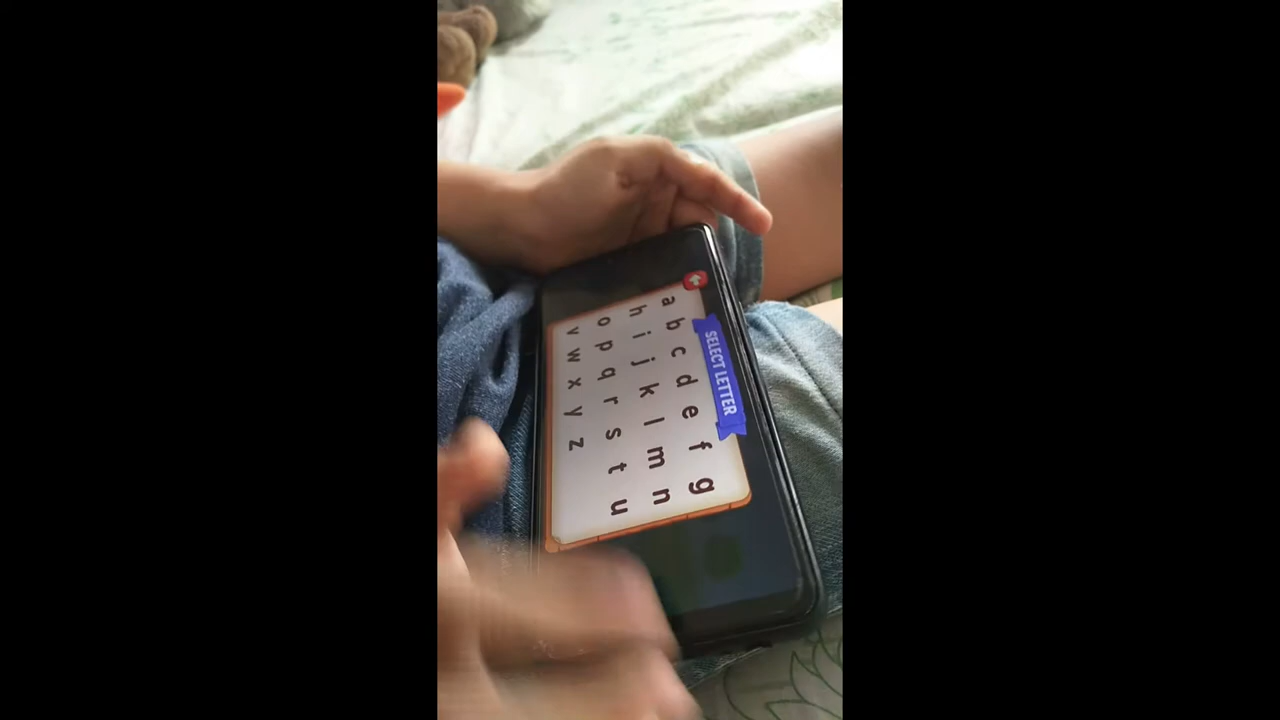 SELECT LETTER
a b c d e f g
h i j k l m n
o p q r s t u
v w x y z